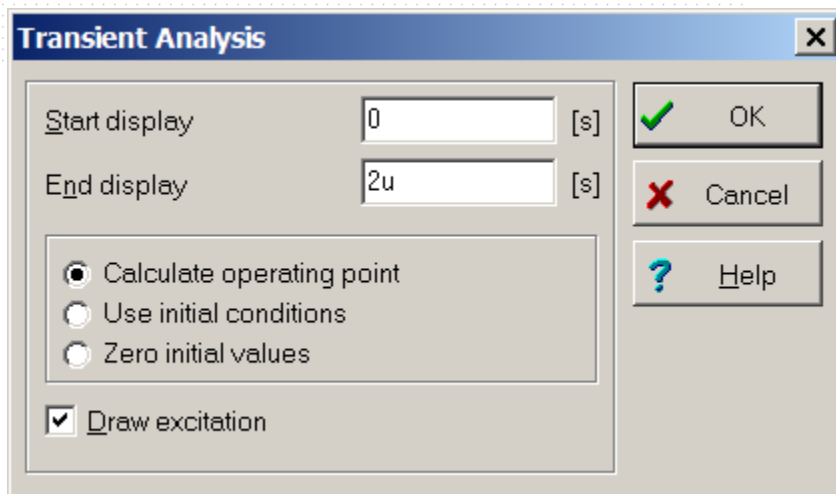 Transient Analysis
Start display 0 [s]
End display 2u [s]
Calculate operating point
Use initial conditions
Zero initial values
Draw excitation
OK
Cancel
? Help